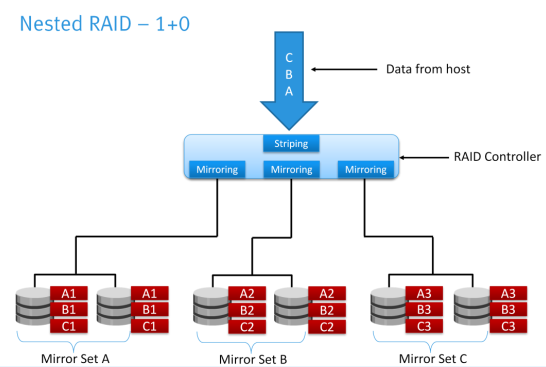 Nested RAID – 1+0
C
B
A
Data from host
Striping
Mirroring Mirroring Mirroring
RAID Controller
A1 A1 A2 A2 A3 A3
B1 B1 B2 B2 B3 B3
C1 C1 C2 C2 C3 C3
Mirror Set A Mirror Set B Mirror Set C